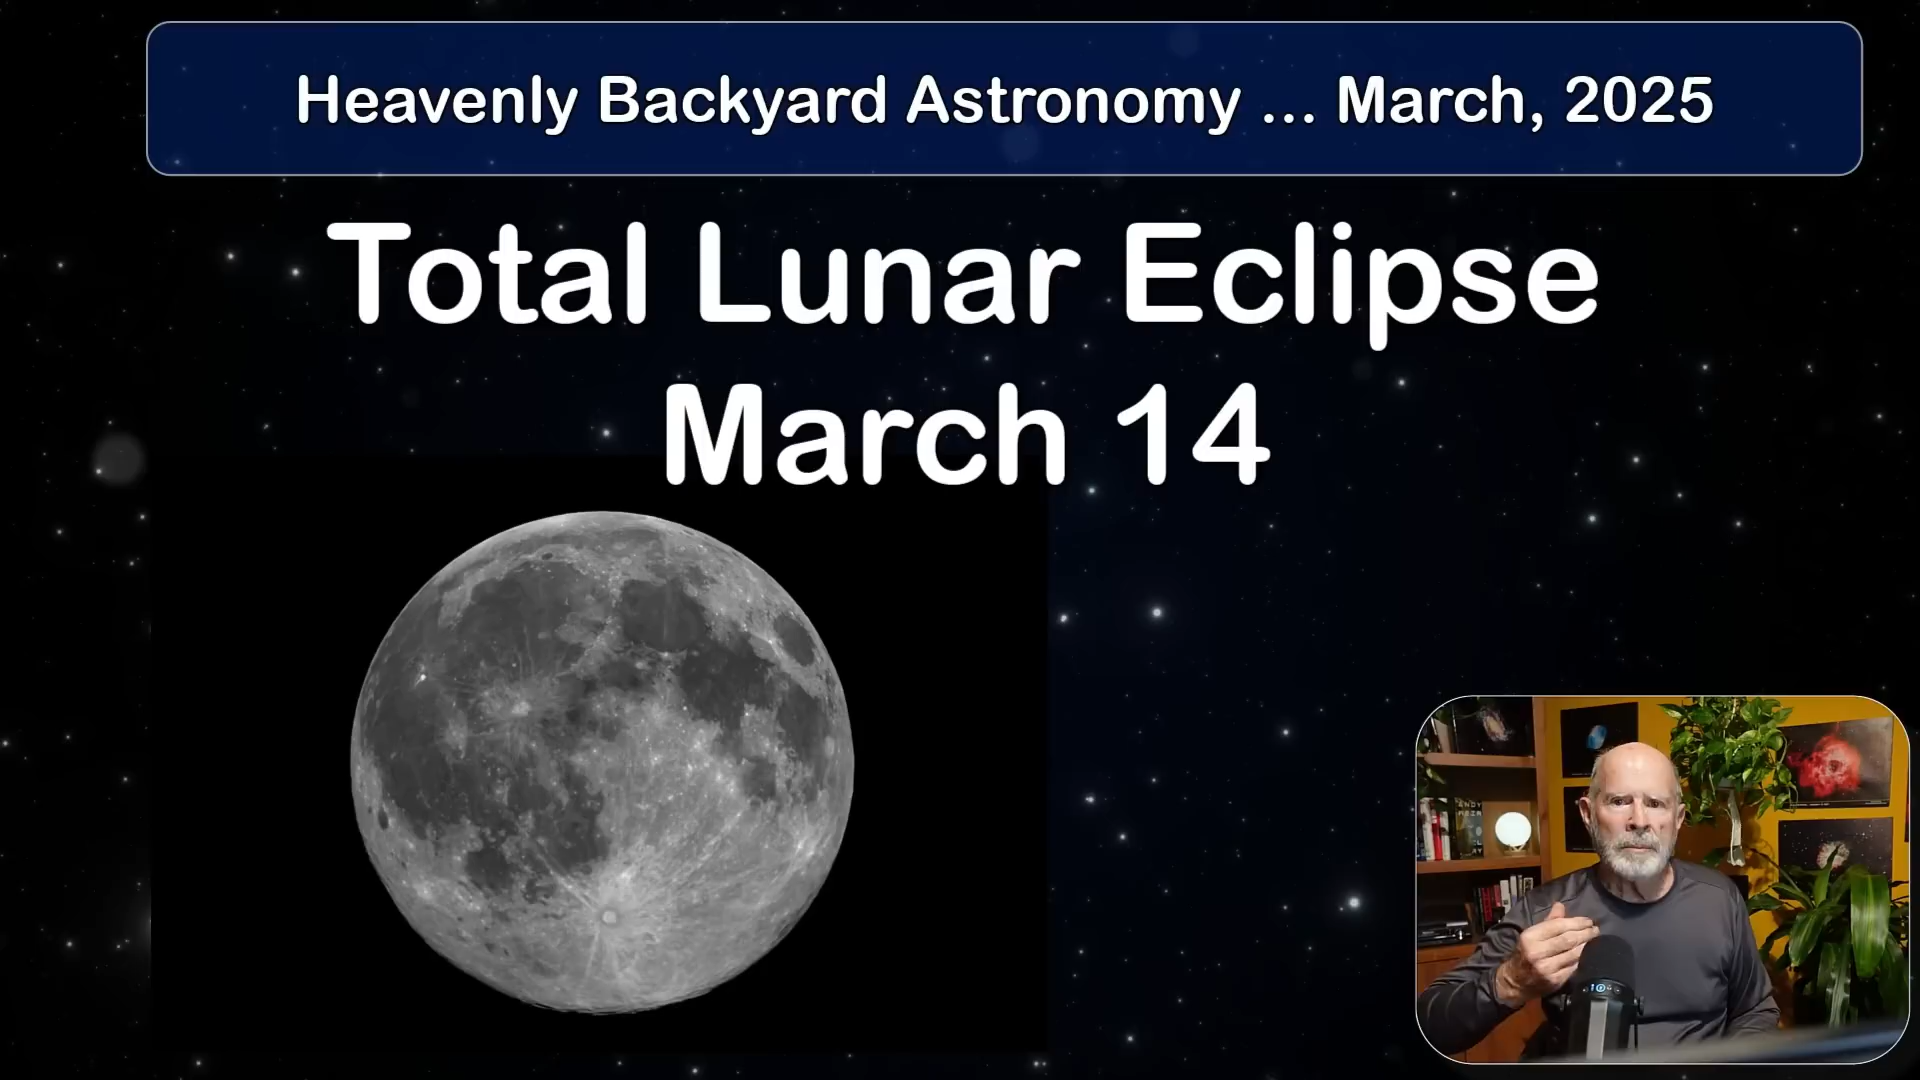 Heavenly Backyard Astronomy ... March, 2025
Total Lunar Eclipse
March 14